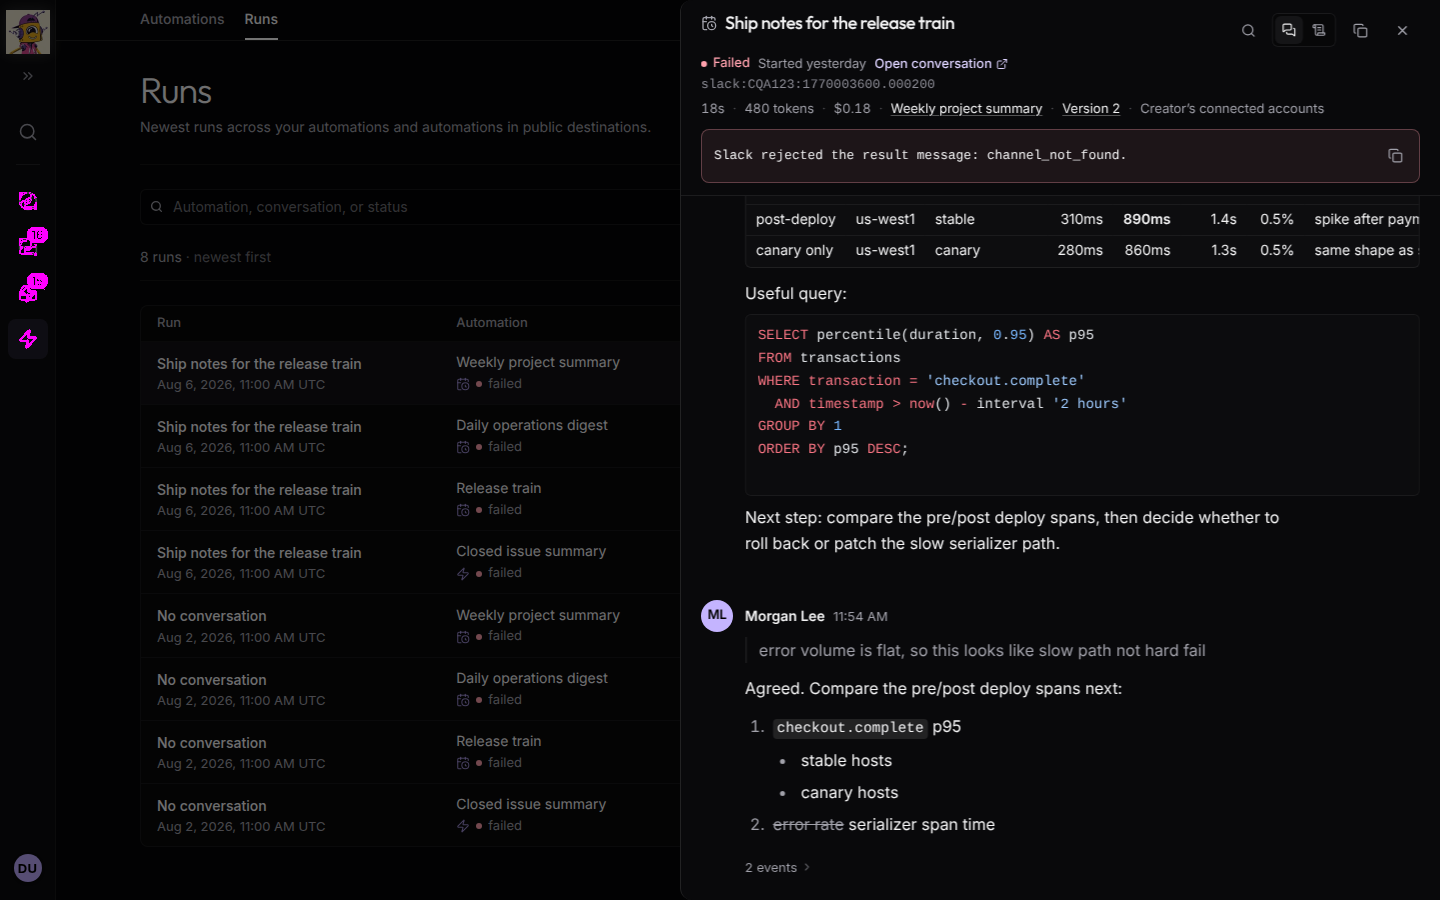 Automations Runs
Runs
Newest runs across your automations and automations in public destinations.
Automation, conversation, or status
8 runs · newest first
Run Automation
Ship notes for the release train Weekly project summary
Aug 6, 2026, 11:00 AM UTC failed
Ship notes for the release train Daily operations digest
Aug 6, 2026, 11:00 AM UTC failed
Ship notes for the release train Release train
Aug 6, 2026, 11:00 AM UTC failed
Ship notes for the release train Closed issue summary
Aug 6, 2026, 11:00 AM UTC failed
No conversation Weekly project summary
Aug 2, 2026, 11:00 AM UTC failed
No conversation Daily operations digest
Aug 2, 2026, 11:00 AM UTC failed
No conversation Release train
Aug 2, 2026, 11:00 AM UTC failed
No conversation Closed issue summary
Aug 2, 2026, 11:00 AM UTC failed
DU
Ship notes for the release train
Failed Started yesterday Open conversation
slack:CQA123:1770003600.000200
18s · 480 tokens · $0.18 · Weekly project summary · Version 2 · Creator's connected accounts
Slack rejected the result message: channel_not_found.
post-deploy us-west1 stable 310ms 890ms 1.4s 0.5% spike after payn
canary only us-west1 canary 280ms 860ms 1.3s 0.5% same shape as
Useful query:
SELECT percentile(duration, 0.95) AS p95
FROM transactions
WHERE transaction = 'checkout.complete'
AND timestamp > now() - interval '2 hours'
GROUP BY 1
ORDER BY p95 DESC;
Next step: compare the pre/post deploy spans, then decide whether to
roll back or patch the slow serializer path.
ML Morgan Lee 11:54 AM
error volume is flat, so this looks like slow path not hard fail
Agreed. Compare the pre/post deploy spans next:
1. checkout.complete p95
• stable hosts
• canary hosts
2. error rate serializer span time
2 events